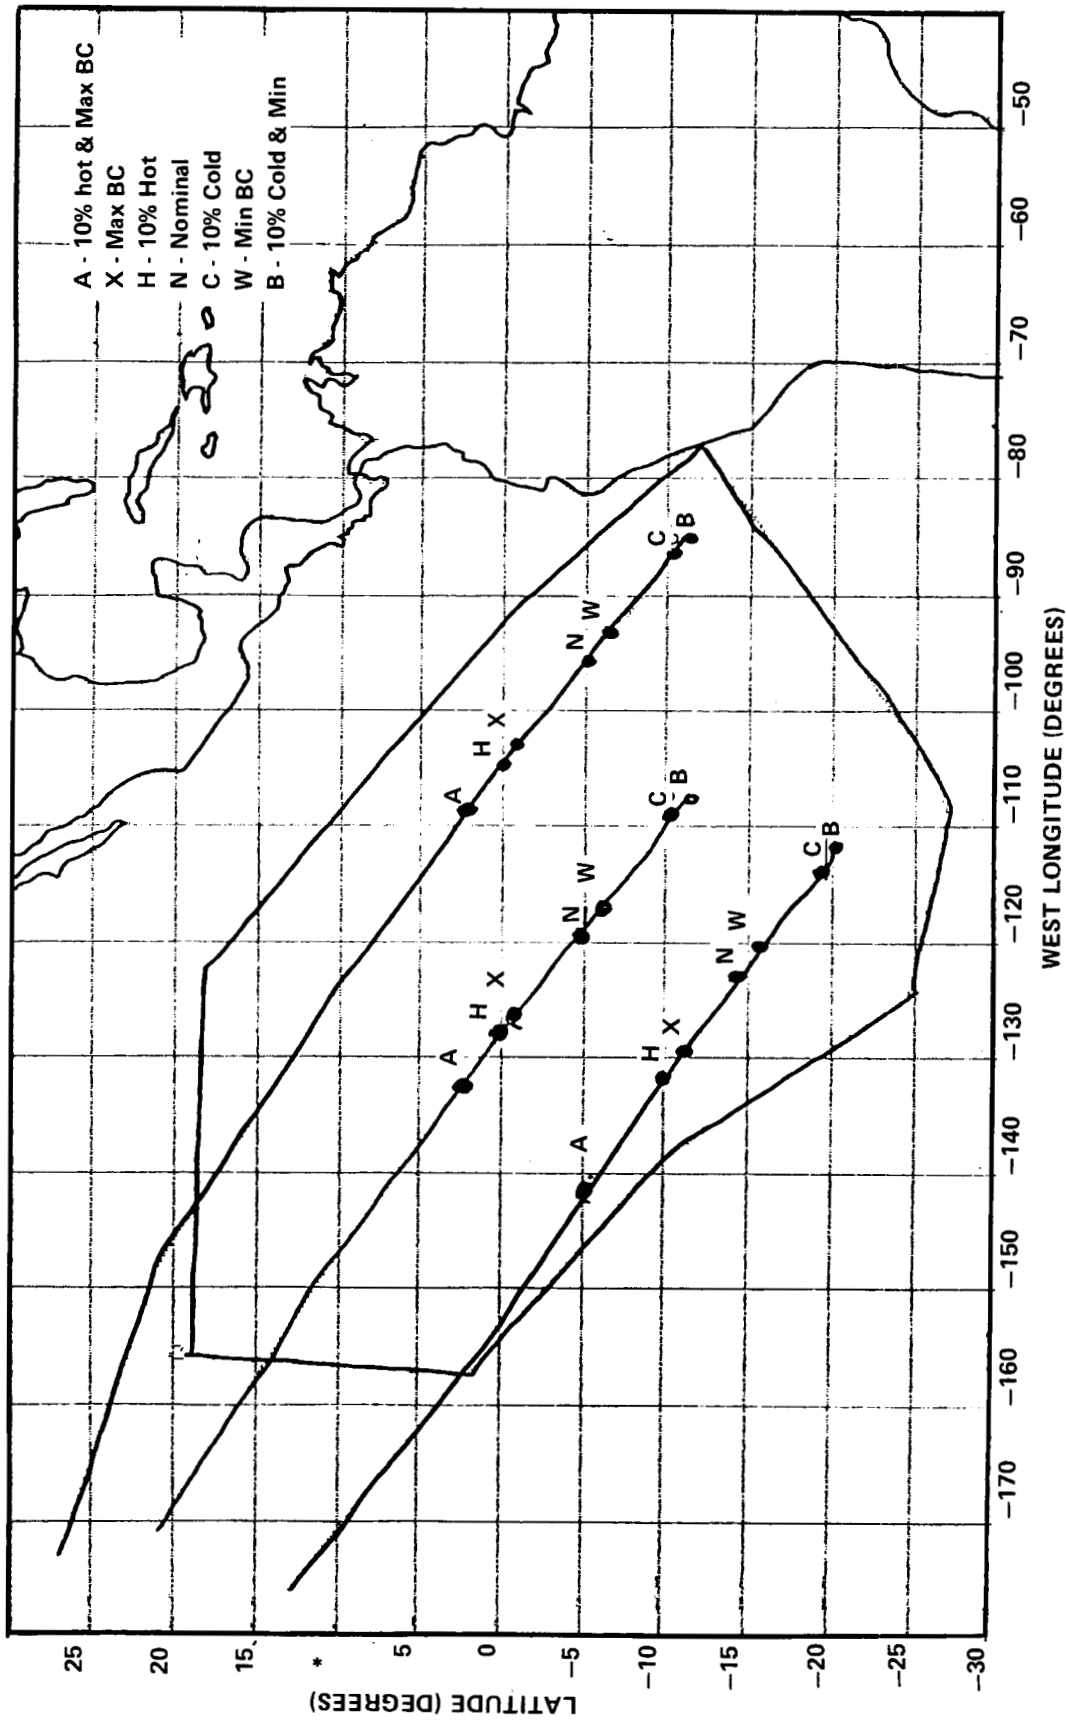 A - 10% hot & Max BC
X - Max BC
H - 10% Hot
N - Nominal
C - 10% Cold
W - Min BC
B - 10% Cold & Min
LATITUDE (DEGREES)
25
20
15
*
5
0
-5
-10
-15
-20
-25
-30
A
H X
N W
C
B
A
H X
N W
C B
A
H X
N W
C B
-170
-160
-150
-140
-130
-120
-110
-100
-90
-80
-70
-60
-50
WEST LONGITUDE (DEGREES)